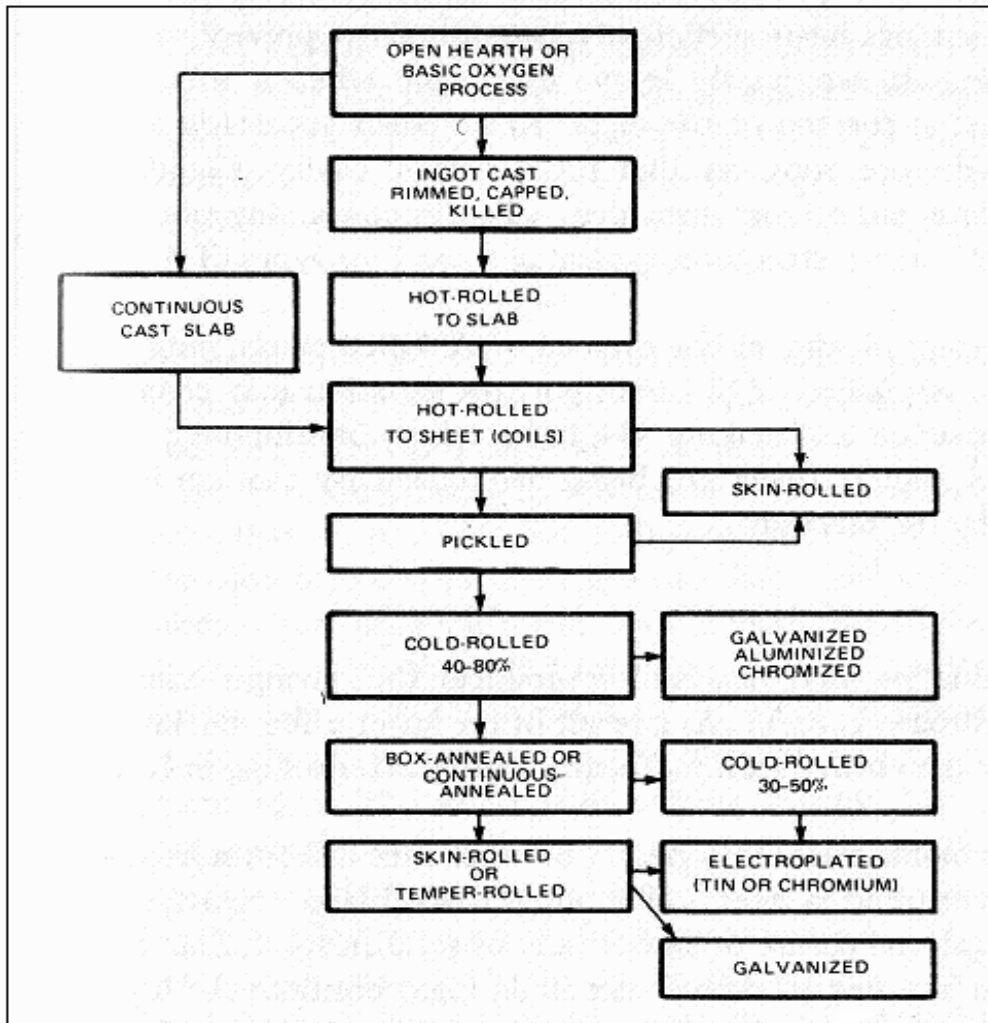 OPEN HEARTH OR
BASIC OXYGEN
PROCESS
INGOT CAST
RIMMED, CAPPED,
KILLED
CONTINUOUS
CAST SLAB
HOT-ROLLED
TO SLAB
HOT-ROLLED
TO SHEET (COILS)
SKIN-ROLLED
PICKLED
COLD-ROLLED
40-80%
GALVANIZED
ALUMINIZED
CHROMIZED
BOX-ANNEALED OR
CONTINUOUS-
ANNEALED
COLD-ROLLED
30-50%
SKIN-ROLLED
OR
TEMPER-ROLLED
ELECTROPLATED
(TIN OR CHROMIUM)
GALVANIZED